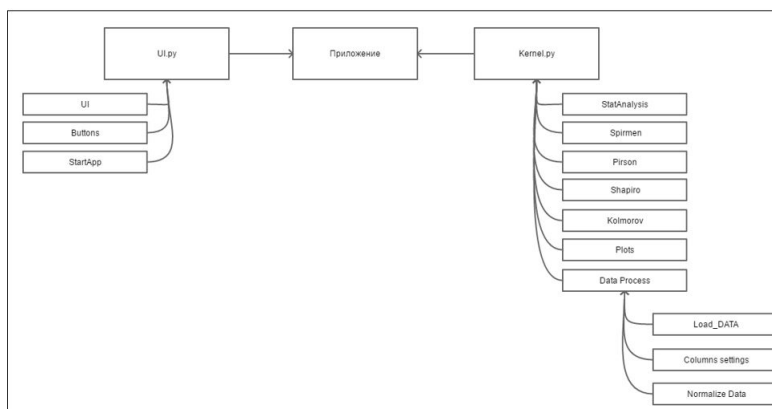 UI.py
Приложение
Kernel.py
UI
Buttons
StartApp
StatAnalysis
Spirmen
Pirson
Shapiro
Kolmorov
Plots
Data Process
Load_DATA
Columns settings
Normalize Data